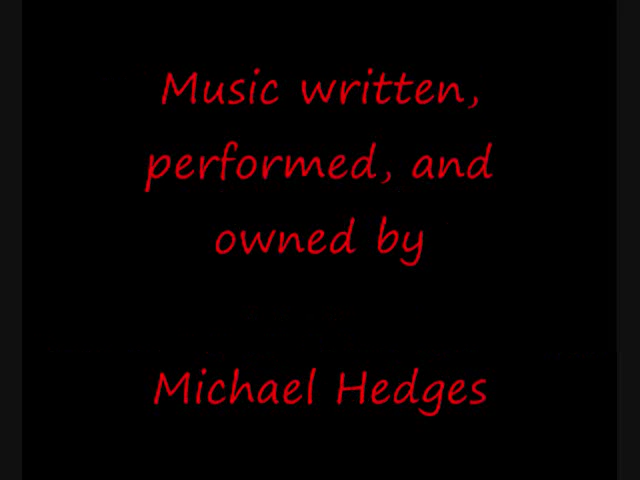 Music written,
performed, and
owned by
Michael Hedges